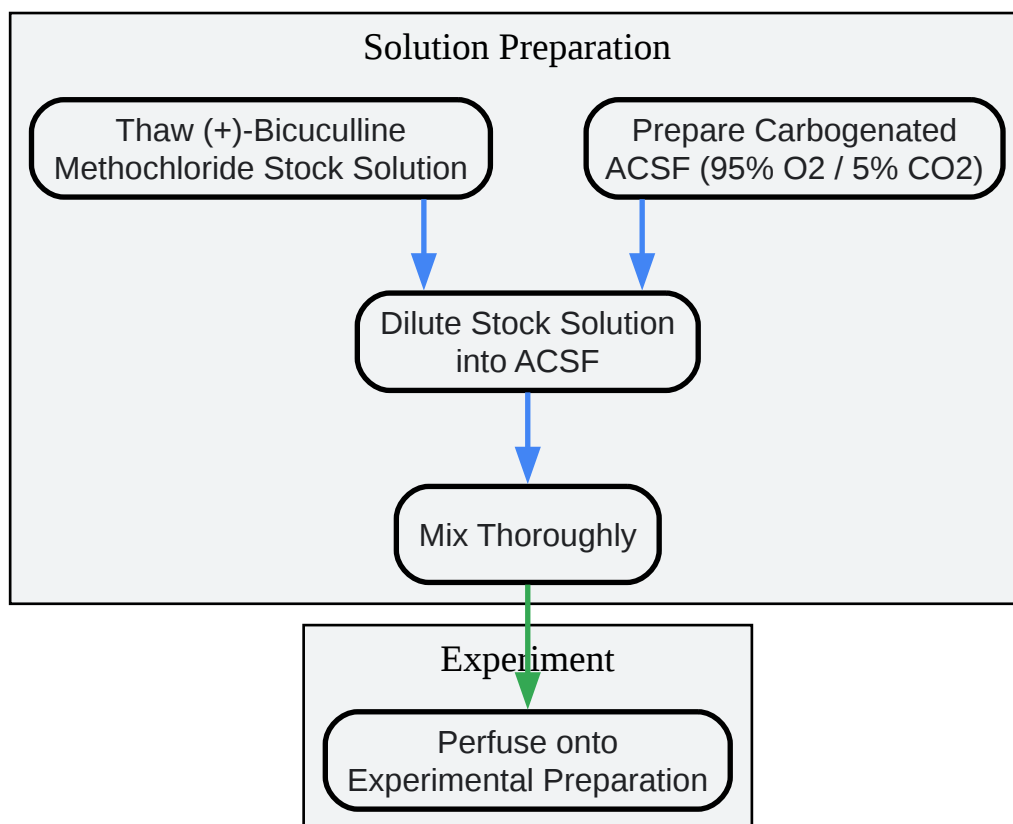 Solution Preparation
Thaw (+)-Bicuculline
Methochloride Stock Solution
Prepare Carbogenated
ACSF (95% O2 / 5% CO2)
Dilute Stock Solution
into ACSF
Mix Thoroughly
Experiment
Perfuse onto
Experimental Preparation